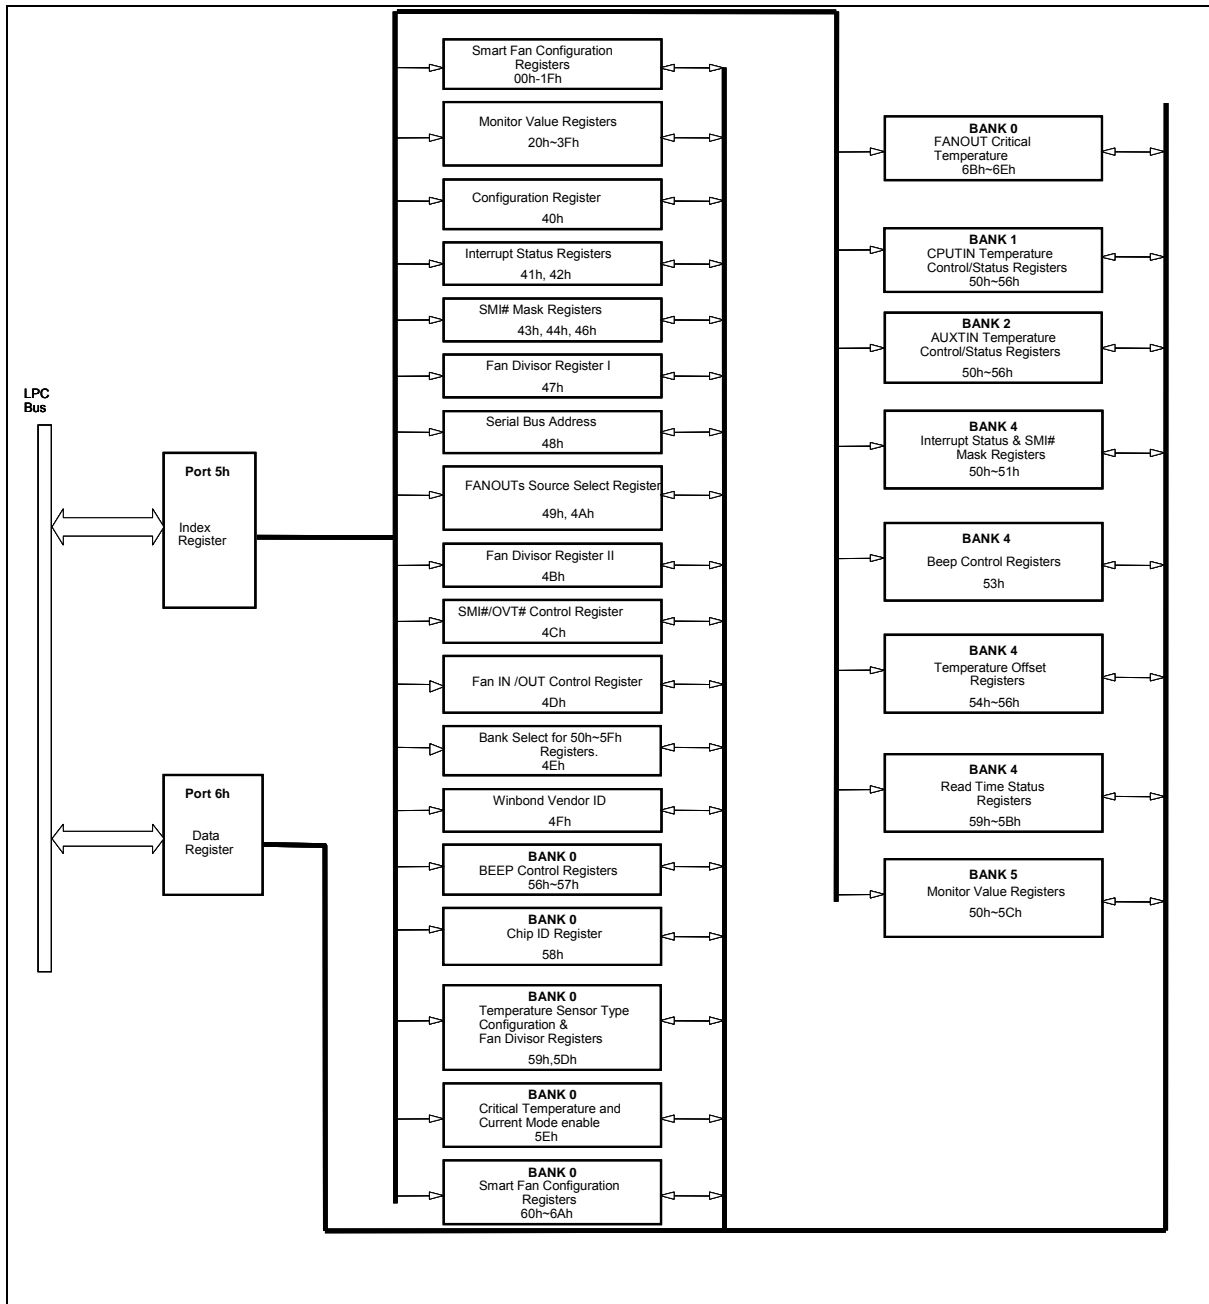 LPC
Bus
Port 5h
Index
Register
Port 6h
Data
Register
Smart Fan Configuration
Registers
00h-1Fh
Monitor Value Registers
20h~3Fh
Configuration Register
40h
Interrupt Status Registers
41h, 42h
SMI# Mask Registers
43h, 44h, 46h
Fan Divisor Register I
47h
Serial Bus Address
48h
FANOUTs Source Select Register
49h, 4Ah
Fan Divisor Register II
4Bh
SMI#/OVT# Control Register
4Ch
Fan IN /OUT Control Register
4Dh
Bank Select for 50h~5Fh
Registers.
4Eh
Winbond Vendor ID
4Fh
BANK 0
BEEP Control Registers
56h~57h
BANK 0
Chip ID Register
58h
BANK 0
Temperature Sensor Type
Configuration &
Fan Divisor Registers
59h,5Dh
BANK 0
Critical Temperature and
Current Mode enable
5Eh
BANK 0
Smart Fan Configuration
Registers
60h~6Ah
BANK 0
FANOUT Critical
Temperature
6Bh~6Eh
BANK 1
CPUTIN Temperature
Control/Status Registers
50h~56h
BANK 2
AUXTIN Temperature
Control/Status Registers
50h~56h
BANK 4
Interrupt Status & SMI#
Mask Registers
50h~51h
BANK 4
Beep Control Registers
53h
BANK 4
Temperature Offset
Registers
54h~56h
BANK 4
Read Time Status
Registers
59h~5Bh
BANK 5
Monitor Value Registers
50h~5Ch